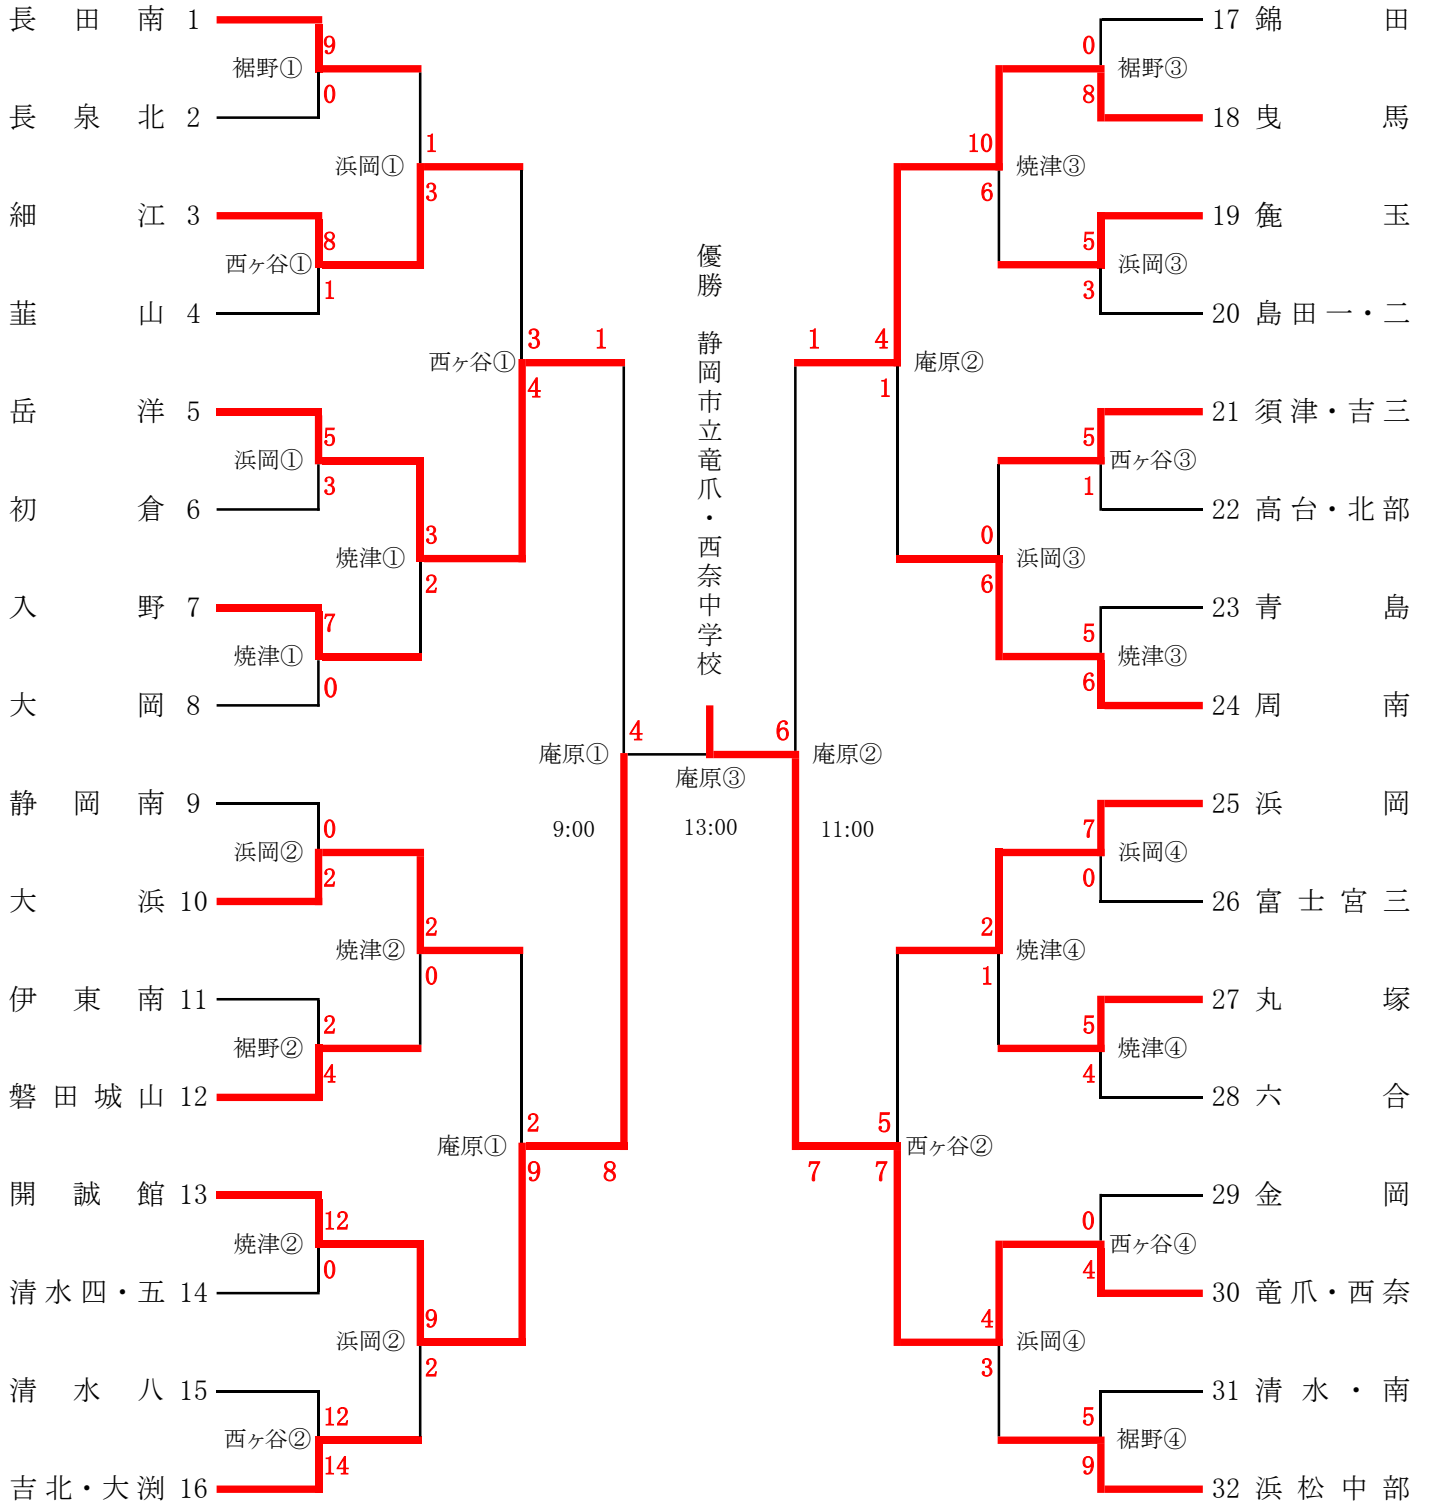 長田南 1
9
裾野①
0
長泉北 2
1
浜岡①
3
細江 3
8
西ヶ谷①
1
韮山 4
3 1
西ヶ谷①
4
岳洋 5
5
浜岡①
3
初倉 6
3
焼津①
2
入野 7
7
焼津①
0
大岡 8
4
庵原①
9:00
静岡南 9
0
浜岡②
2
大浜 10
2
焼津②
0
伊東南 11
2
裾野②
4
磐田城山 12
2
庵原①
9 8
開誠館 13
12
焼津②
0
清水四・五 14
9
浜岡②
2
清水八 15
12
西ヶ谷②
14
吉北・大渕 16
優勝 静岡市立竜爪・西奈中学校
庵原③
13:00
17 錦田
0
裾野③
8
18 曳馬
10
焼津③
6
19 麁玉
5
浜岡③
3
20 島田一・二
1 4
庵原②
1
21 須津・吉三
5
西ヶ谷③
1
22 高台・北部
0
浜岡③
6
23 青島
5
焼津③
6
24 周南
6
庵原②
11:00
25 浜岡
7
浜岡④
0
26 富士宮三
2
焼津④
1
27 丸塚
5
焼津④
4
28 六合
5
西ヶ谷②
7 7
29 金岡
0
西ヶ谷④
4
30 竜爪・西奈
4
浜岡④
3
31 清水・南
5
裾野④
9
32 浜松中部